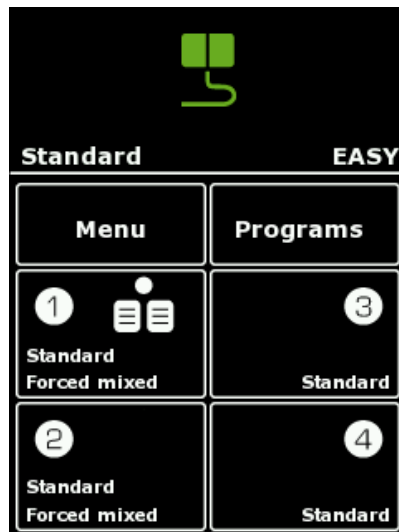 Standard EASY
Menu Programs
1 3
Standard
Forced mixed Standard
2 4
Standard
Forced mixed Standard